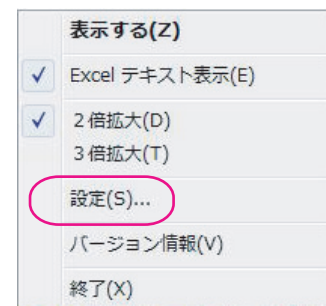 表示する(Z)
Excel テキスト表示(E)
2倍拡大(D)
3倍拡大(T)
設定(S)...
バージョン情報(V)
終了(X)